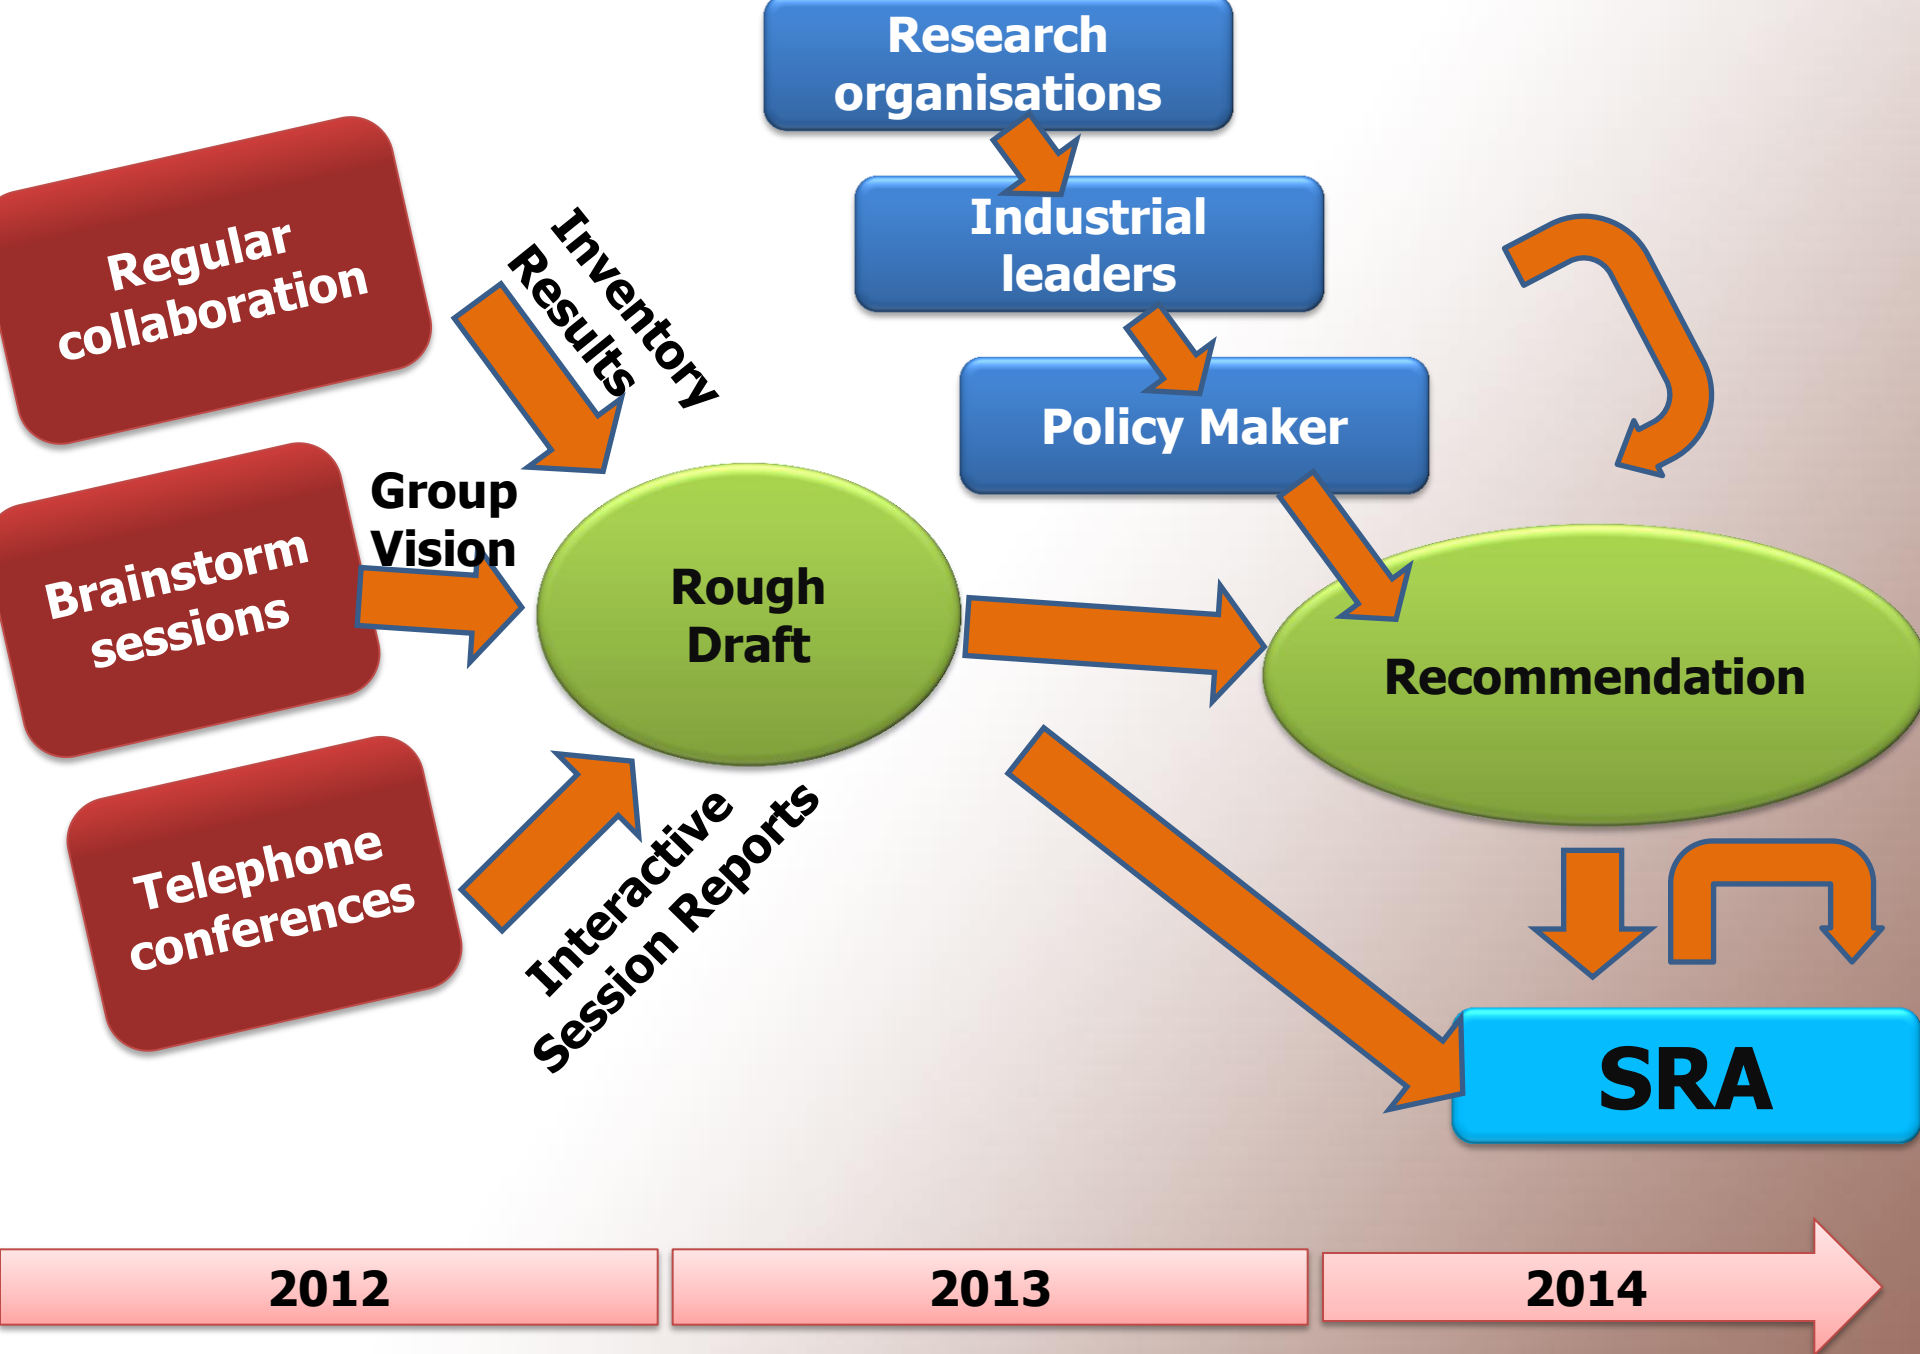 Research
organisations
Industrial
leaders
Policy Maker
Regular
collaboration
Inventory
Results
Brainstorm
sessions
Group
Vision
Telephone
conferences
Interactive
Session Reports
Rough
Draft
Recommendation
SRA
2012
2013
2014